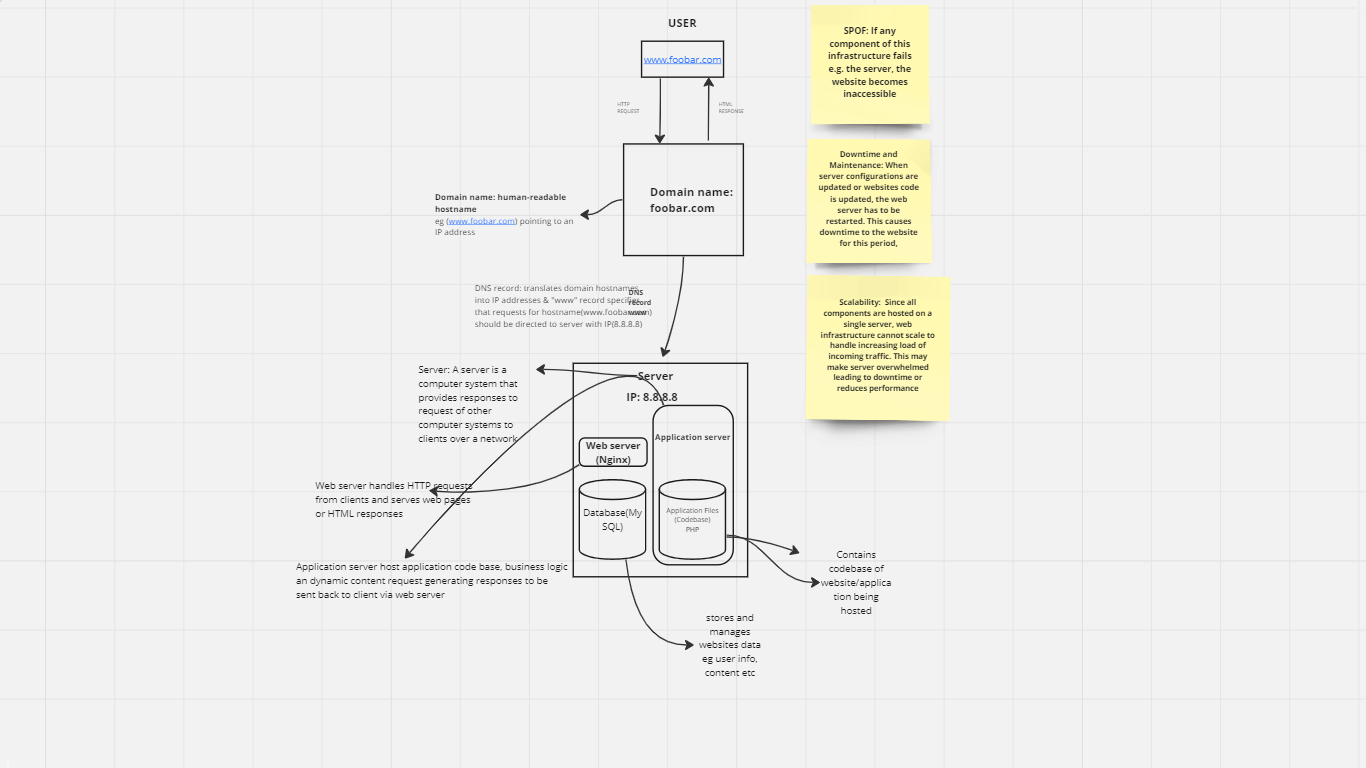 USER
www.foobar.com
HTTP
REQUEST
HTML
RESPONSE
Domain name:
foobar.com
Domain name: human-readable
hostname
eg (www.foobar.com) pointing to an
IP address
DNS record: translates domain hostnames
into IP addresses & "www" record specifies
that requests for hostname(www.foobar.com)
should be directed to server with IP(8.8.8.8)
DNS
record
www
Server
IP: 8.8.8.8
Server: A server is a
computer system that
provides responses to
request of other
computer systems to
clients over a network
Web server
(Nginx)
Application server
Database(My
SQL)
Application Files
(Codebase)
PHP
Web server handles HTTP requests
from clients and serves web pages
or HTML responses
Application server host application code base, business logic
an dynamic content request generating responses to be
sent back to client via web server
Contains
codebase of
website/applica
tion being
hosted
stores and
manages
websites data
eg user info,
content etc
SPOF: If any
component of this
infrastructure fails
e.g. the server, the
website becomes
inaccessible
Downtime and
Maintenance: When
server configurations are
updated or websites code
is updated, the web
server has to be
restarted. This causes
downtime to the website
for this period,
Scalability: Since all
components are hosted on a
single server, web
infrastructure cannot scale to
handle increasing load of
incoming traffic. This may
make server overwhelmed
leading to downtime or
reduces performance